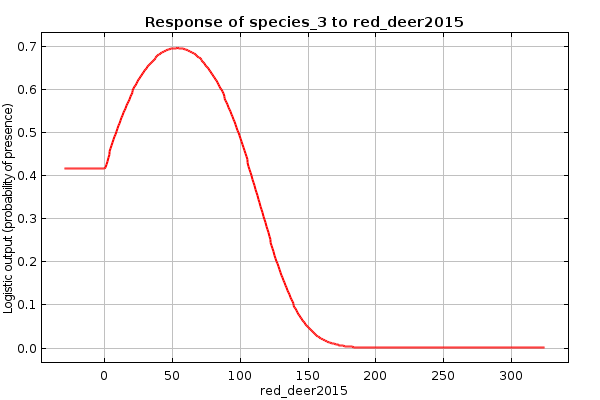 Response of species_3 to red_deer2015
Logistic output (probability of presence)
0.7
0.6
0.5
0.4
0.3
0.2
0.1
0.0
0 50 100 150 200 250 300
red_deer2015